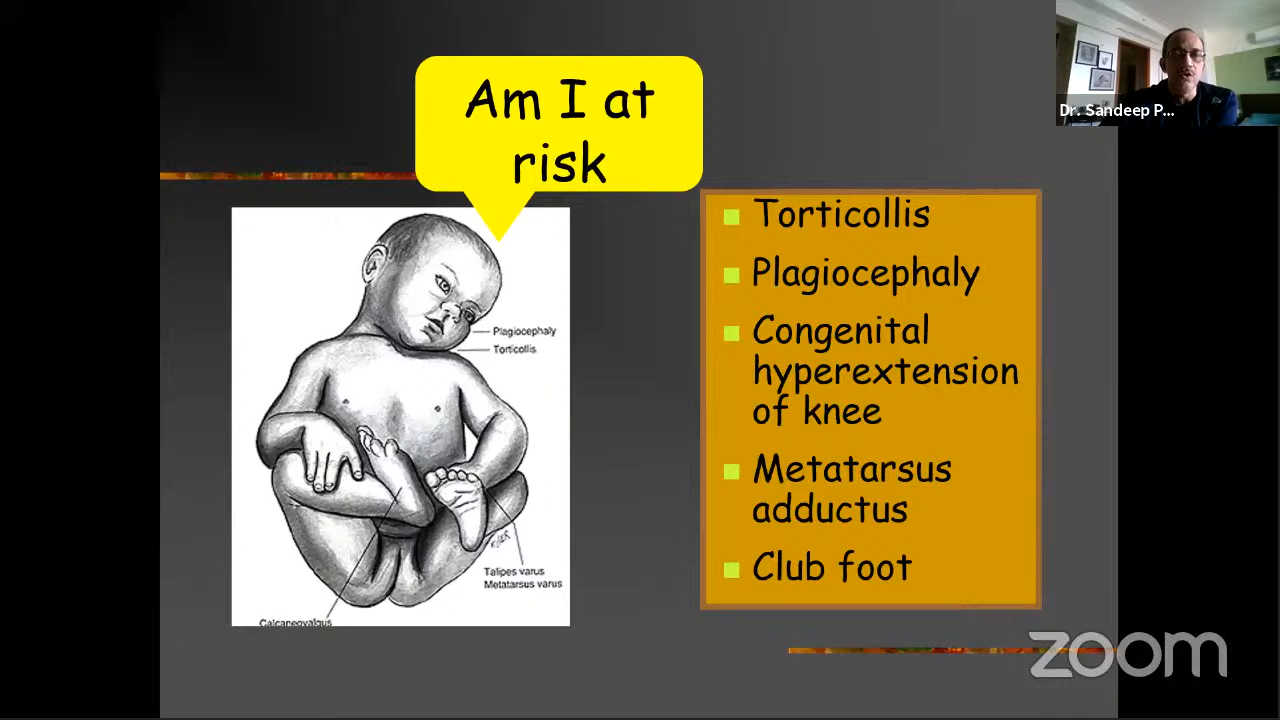 Am I at
risk
Dr. Sandeep P...
Torticollis
Plagiocephaly
Congenital
hyperextension
of knee
Metatarsus
adductus
Club foot
Plagiocephaly
Torticollis
Talipes varus
Metatarsus varus
Calcaneovalgus
zoom